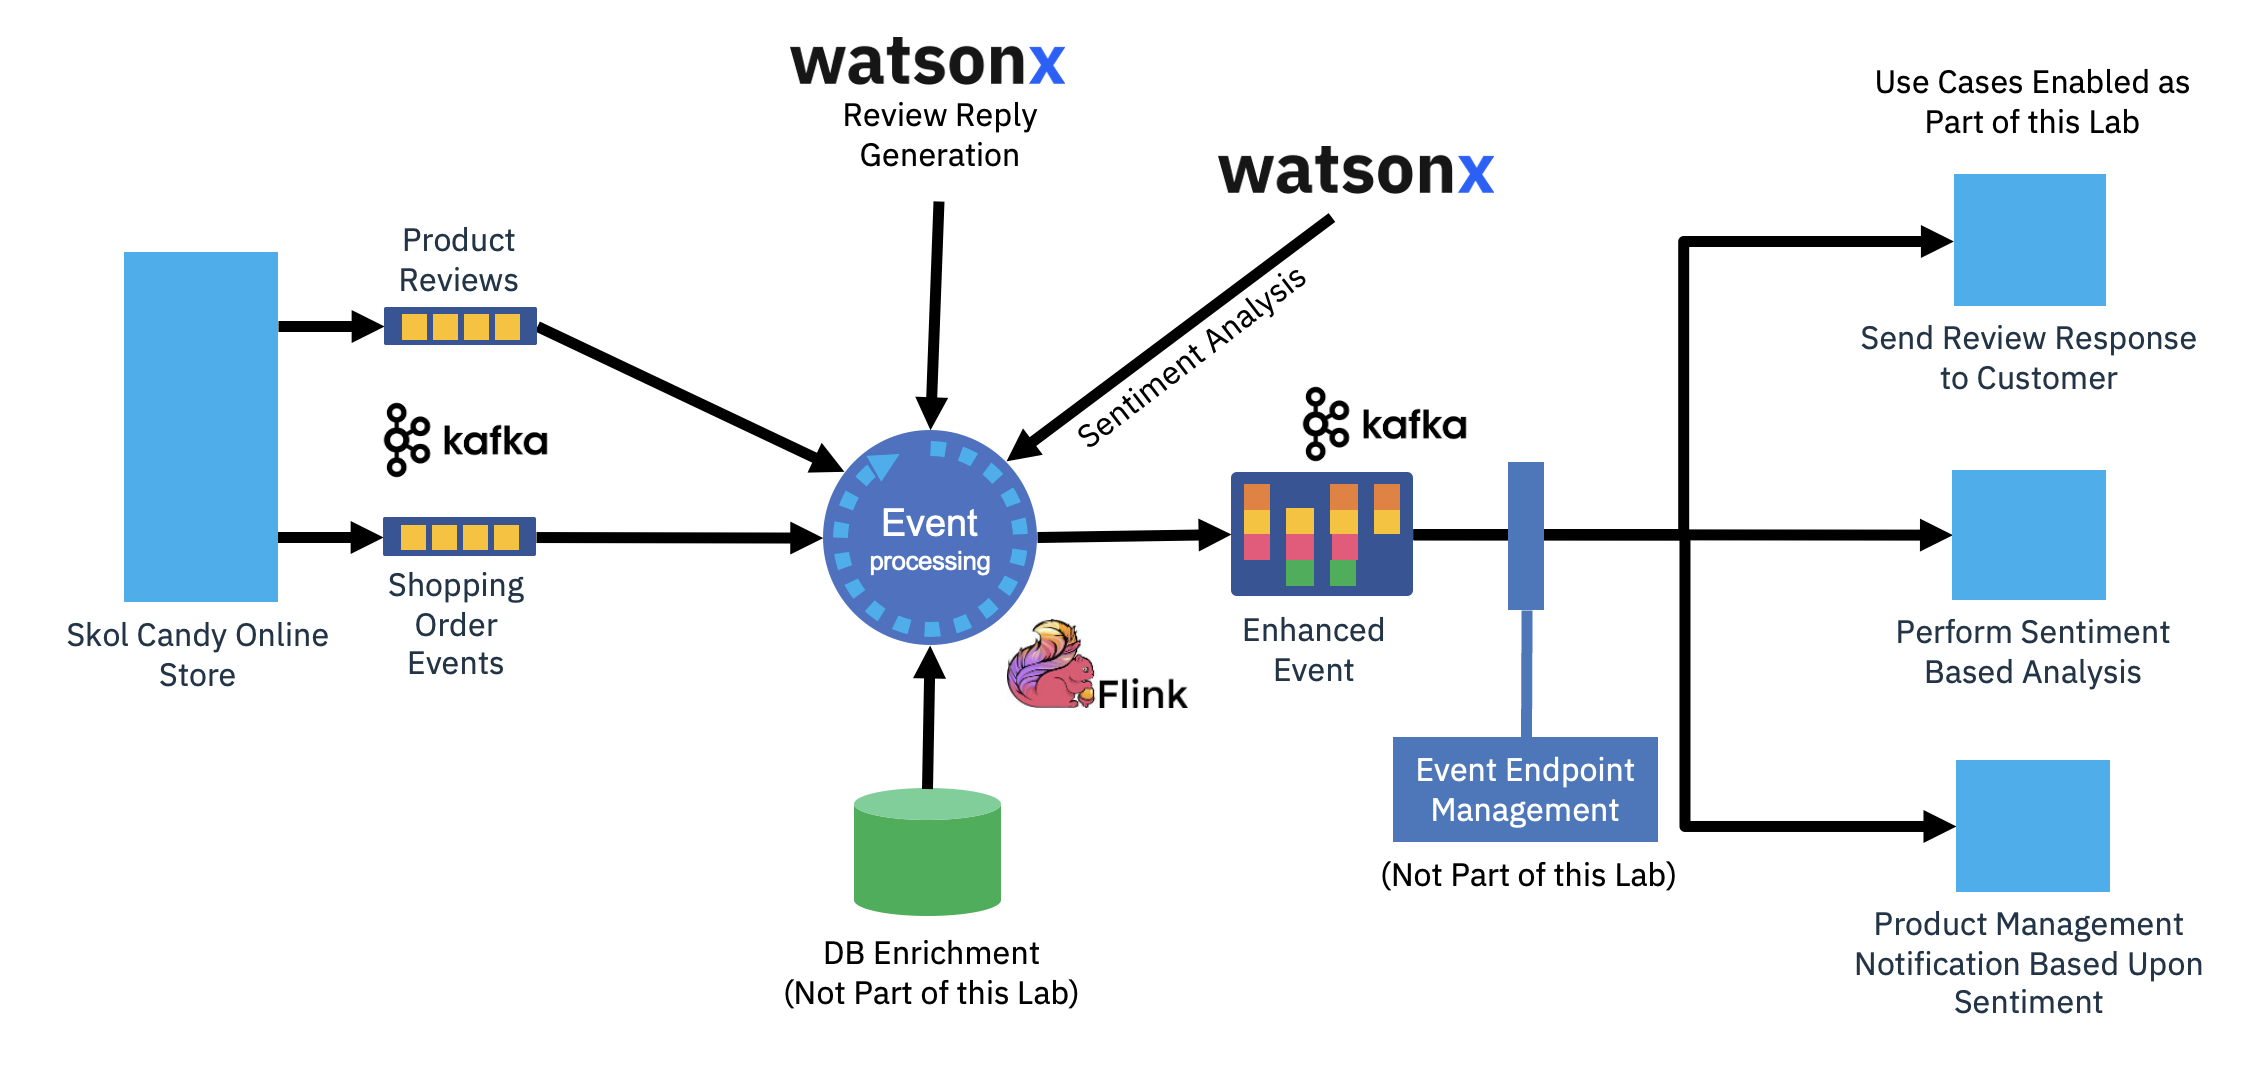 watsonx
Review Reply
Generation
watsonx
Sentiment Analysis
Use Cases Enabled as
Part of this Lab
Product
Reviews
kafka
Shopping
Order
Events
Skol Candy Online
Store
Event
processing
Flink
DB Enrichment
(Not Part of this Lab)
kafka
Enhanced
Event
Event Endpoint
Management
(Not Part of this Lab)
Send Review Response
to Customer
Perform Sentiment
Based Analysis
Product Management
Notification Based Upon
Sentiment